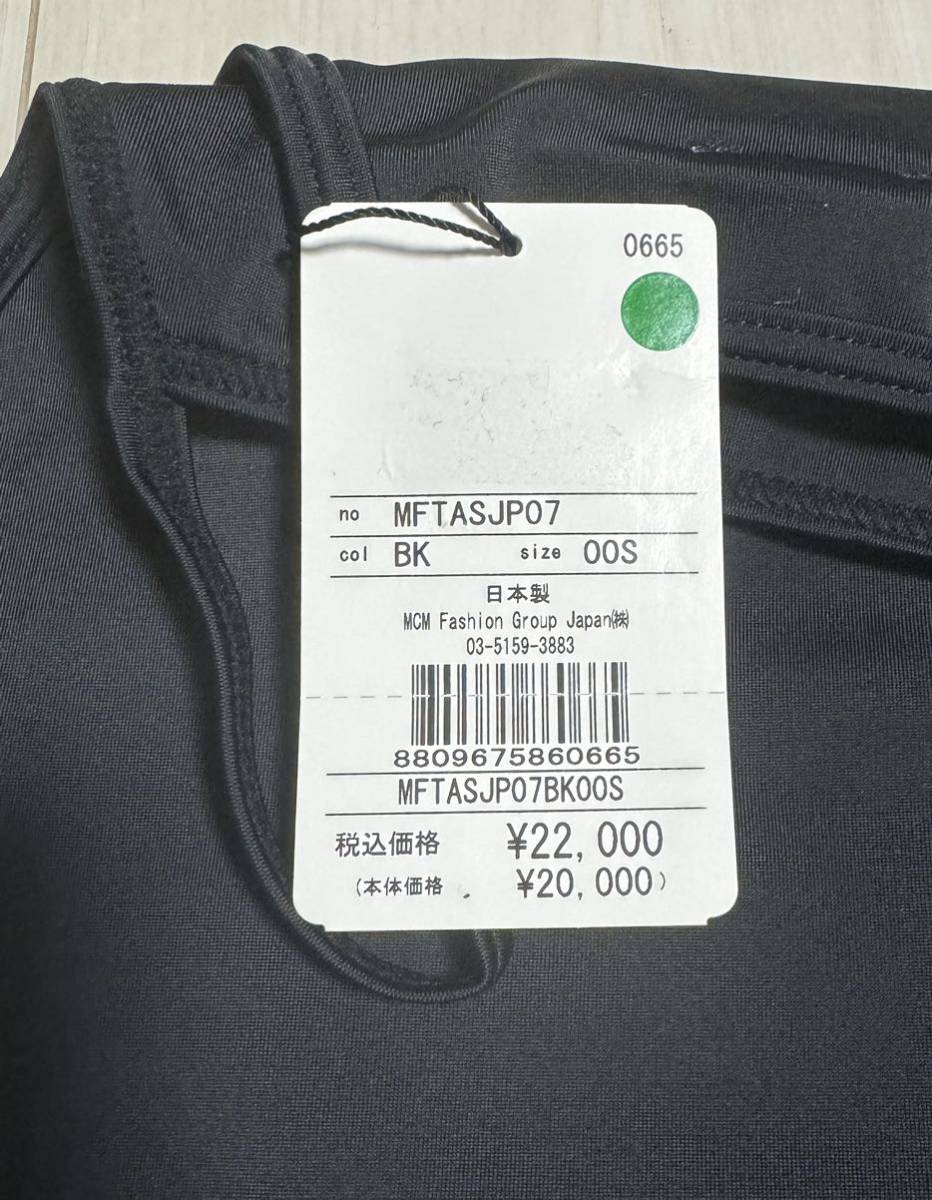 0665
no MFTASJP07
col BK size 00S
日本製
MCM Fashion Group Japan㈱
03-5159-3883
8809675860665
MFTASJP07BK00S
税込価格 ¥22,000
(本体価格 ¥20,000)